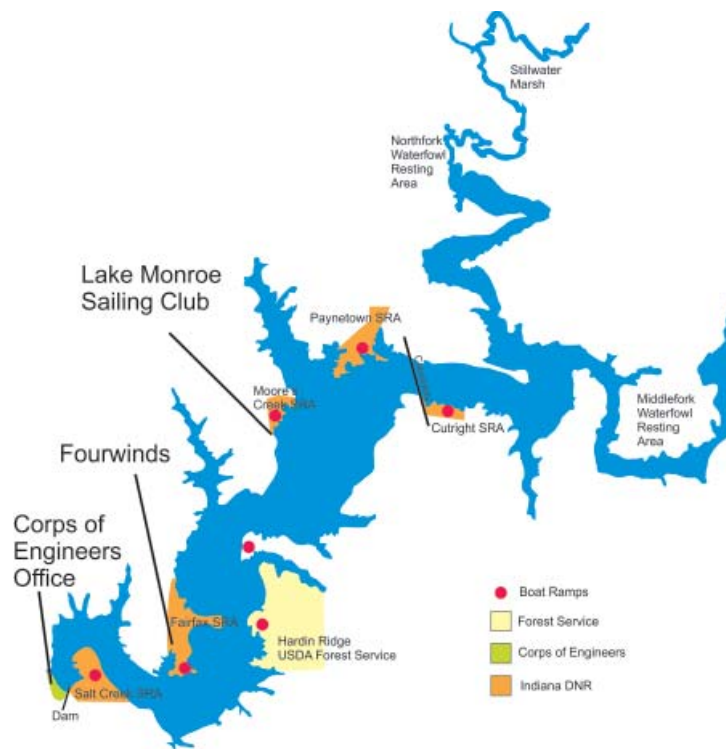 Stillwater
Marsh
Northfork
Waterfowl
Resting
Area
Lake Monroe
Sailing Club
Paynetown SRA
Causeway
Moore's
Creek SRA
Cutright SRA
Middlefork
Waterfowl
Resting
Area
Fourwinds
Corps of
Engineers
Office
Fairfax SRA
Hardin Ridge
USDA Forest Service
Salt Creek SRA
Dam
Boat Ramps
Forest Service
Corps of Engineers
Indiana DNR